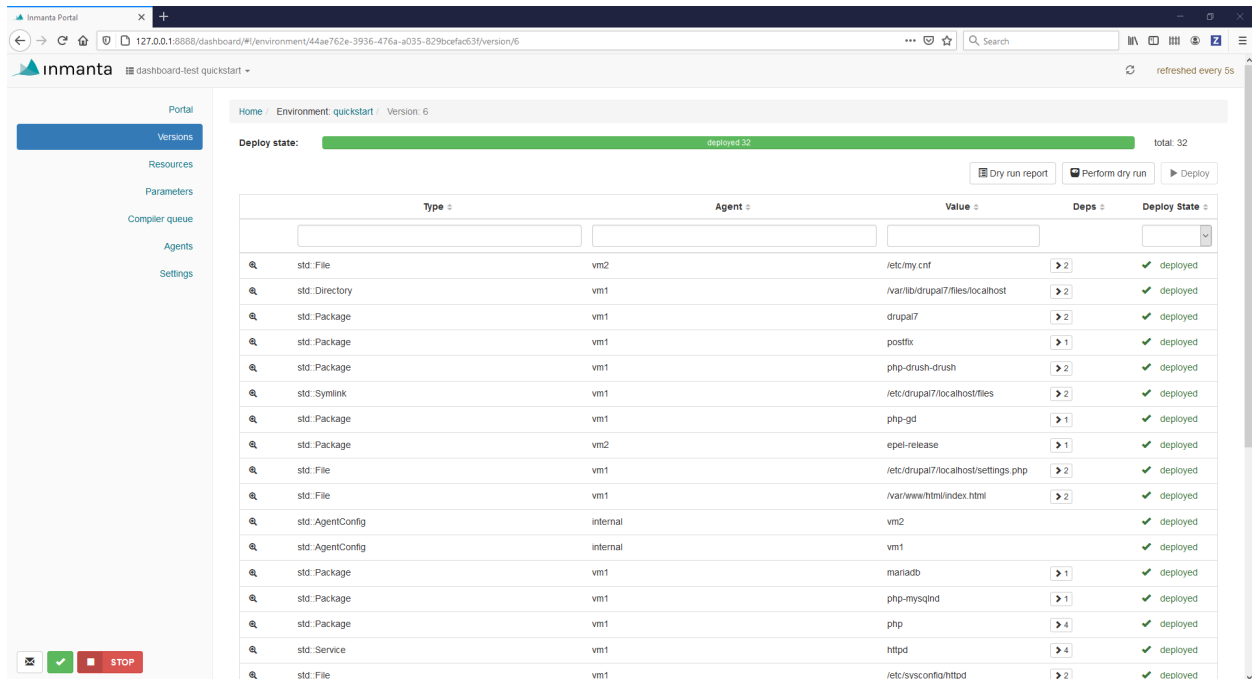 Inmanta Portal
127.0.0.1:8888/dashboard/#!/environment/44ae762e-3936-476a-a035-829bcefac63f/version/6
Search
inmanta dashboard-test quickstart
refreshed every 5s
Portal
Versions
Resources
Parameters
Compiler queue
Agents
Settings
Home / Environment: quickstart / Version: 6
Deploy state: deployed 32 total: 32
Dry run report Perform dry run Deploy
Type Agent Value Deps Deploy State
std::File vm2 /etc/my.cnf 2 deployed
std::Directory vm1 /var/lib/drupal7/files/localhost 2 deployed
std::Package vm1 drupal7 2 deployed
std::Package vm1 postfix 1 deployed
std::Package vm1 php-drush-drush 2 deployed
std::Symlink vm1 /etc/drupal7/localhost/files 2 deployed
std::Package vm1 php-gd 1 deployed
std::Package vm2 epel-release 1 deployed
std::File vm1 /etc/drupal7/localhost/settings.php 2 deployed
std::File vm1 /var/www/html/index.html 2 deployed
std::AgentConfig internal vm2 deployed
std::AgentConfig internal vm1 deployed
std::Package vm1 mariadb 1 deployed
std::Package vm1 php-mysqlnd 1 deployed
std::Package vm1 php 4 deployed
std::Service vm1 httpd 4 deployed
std::File vm1 /etc/sysconfig/httpd 2 deployed
STOP